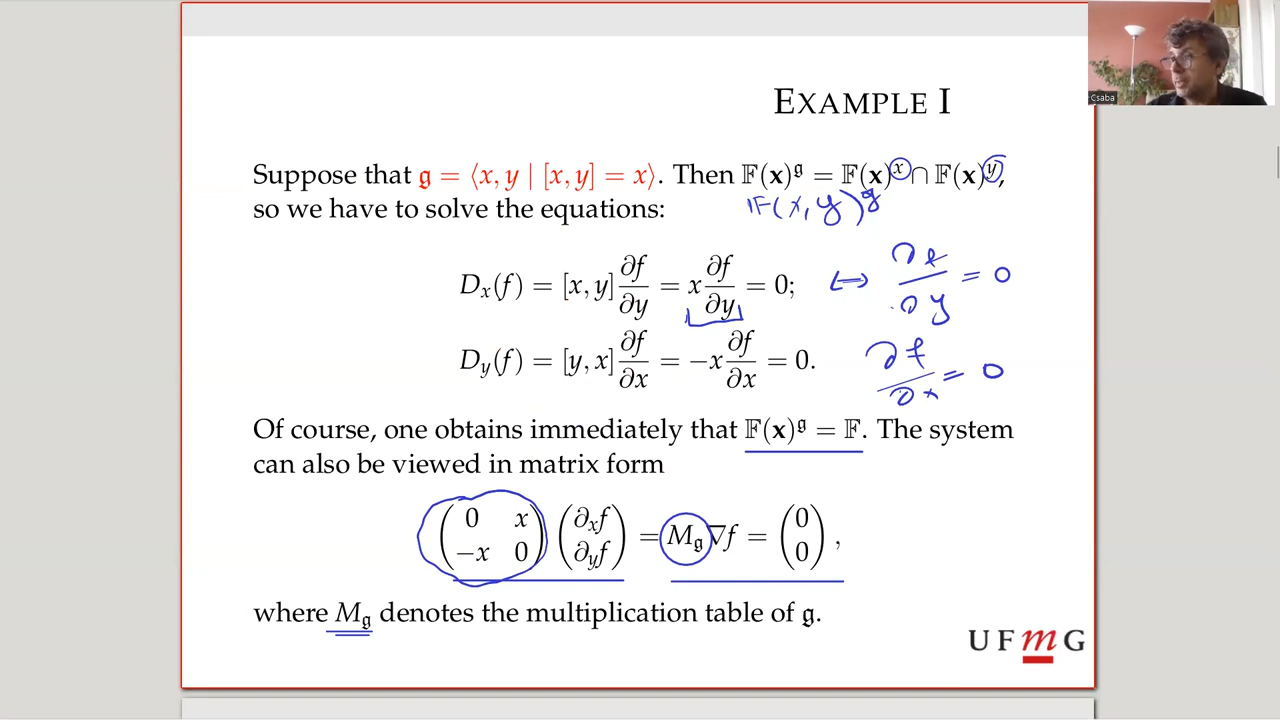 EXAMPLE I
Csaba
Suppose that 𝔤 = ⟨x, y | [x, y] = x⟩. Then 𝔽(𝐱)^𝔤 = 𝔽(𝐱)^x ∩ 𝔽(𝐱)^y,
so we have to solve the equations: 𝔽(x, y)^g
D_x(f) = [x, y] ∂f/∂y = x ∂f/∂y = 0; ↔ ∂f/∂y = 0
D_y(f) = [y, x] ∂f/∂x = −x ∂f/∂x = 0. ∂f/∂x = 0
Of course, one obtains immediately that 𝔽(𝐱)^𝔤 = 𝔽. The system
can also be viewed in matrix form
(0 x; −x 0) (∂_x f; ∂_y f) = M_𝔤 ∇f = (0; 0),
where M_𝔤 denotes the multiplication table of 𝔤.
UFmG